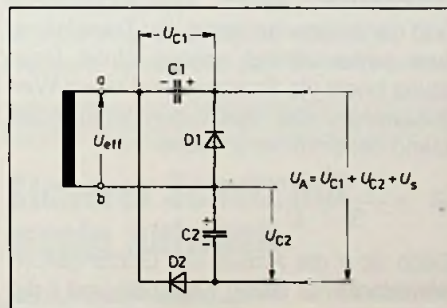 U_C1
C1
- +
a
U_eff
D1
U_A = U_C1 + U_C2 + U_s
b
+
C2
-
U_C2
D2